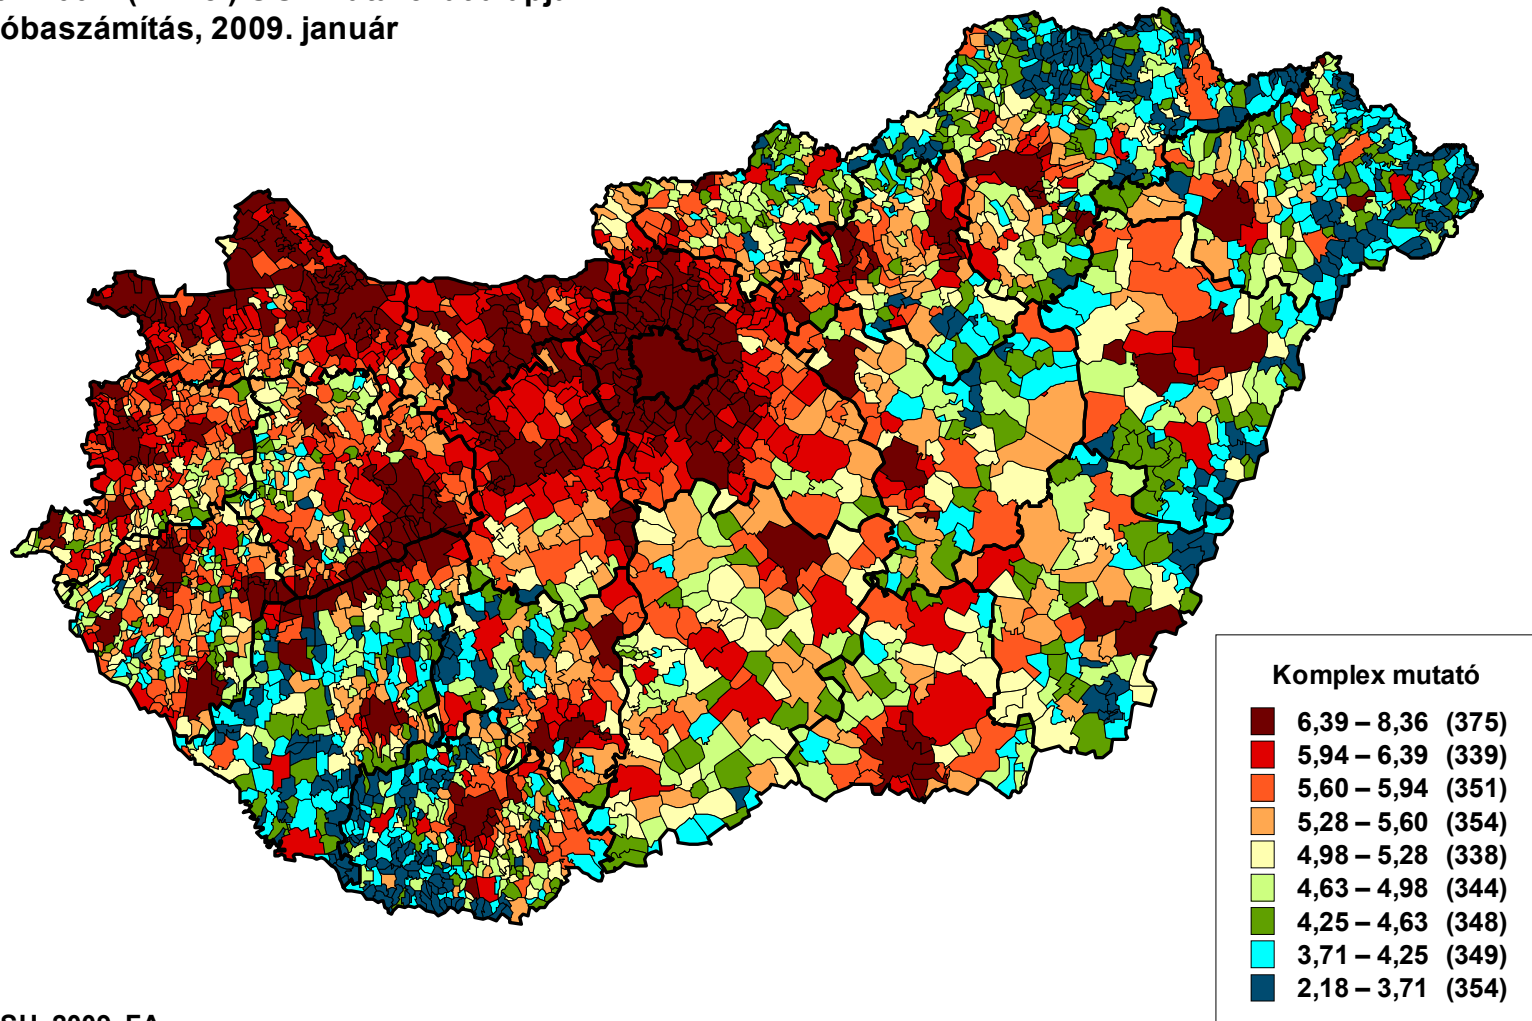 óbaszámítás, 2009. január
Komplex mutató
6,39 – 8,36 (375)
5,94 – 6,39 (339)
5,60 – 5,94 (351)
5,28 – 5,60 (354)
4,98 – 5,28 (338)
4,63 – 4,98 (344)
4,25 – 4,63 (348)
3,71 – 4,25 (349)
2,18 – 3,71 (354)